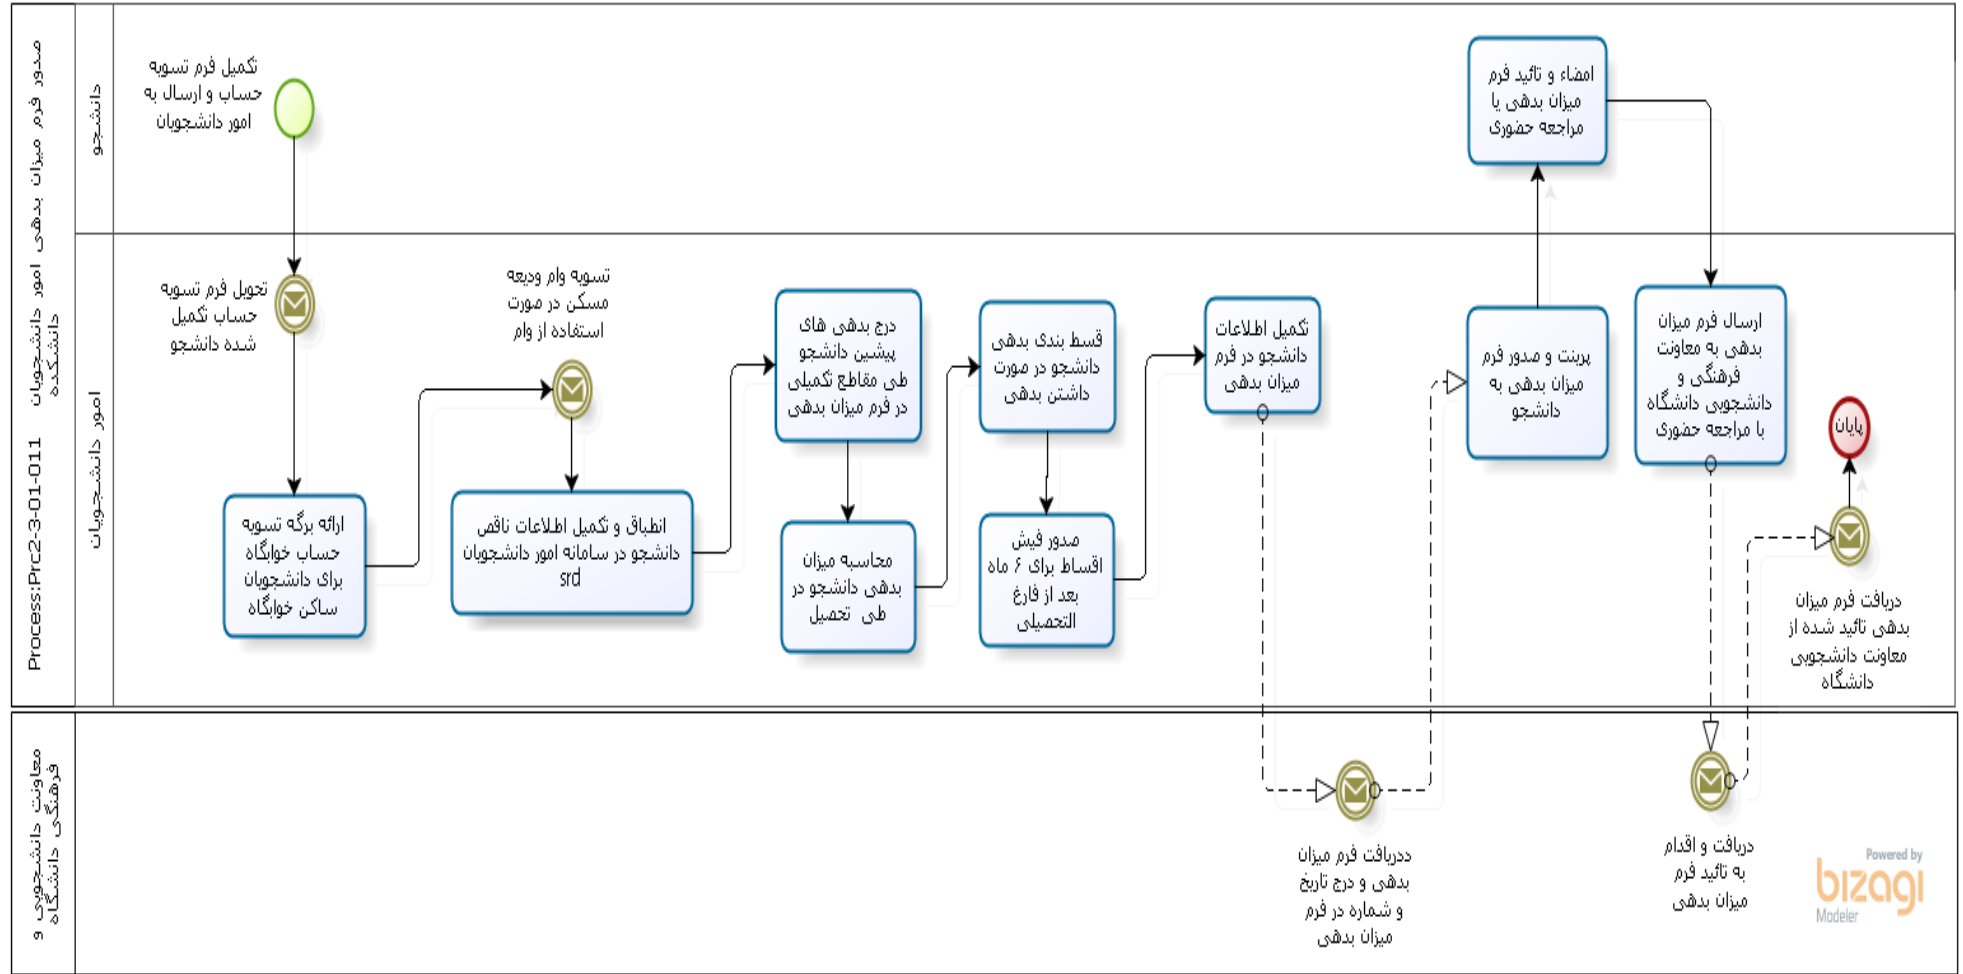 صدور فرم میزان بدهی امور دانشجویان
دانشکده
Process:Prc2-3-01-011
دانشجو
تکمیل فرم تسویه
حساب و ارسال به
امور دانشجویان
امضاء و تائید فرم
میزان بدهی یا
مراجعه حضوری
امور دانشجویان
تحویل فرم تسویه
حساب تکمیل
شده دانشجو
ارائه برگه تسویه
حساب خوابگاه
برای دانشجویان
ساکن خوابگاه
تسویه وام ودیعه
مسکن در صورت
استفاده از وام
انطباق و تکمیل اطلاعات ناقص
دانشجو در سامانه امور دانشجویان
srd
درج بدهی های
پیشین دانشجو
طی مقاطع تکمیلی
در فرم میزان بدهی
محاسبه میزان
بدهی دانشجو در
طی تحصیل
قسط بندی بدهی
دانشجو در صورت
داشتن بدهی
صدور فیش
اقساط برای ۶ ماه
بعد از فارغ
التحصیلی
تکمیل اطلاعات
دانشجو در فرم
میزان بدهی
پرینت و صدور فرم
میزان بدهی به
دانشجو
ارسال فرم میزان
بدهی به معاونت
فرهنگی و
دانشجویی دانشگاه
با مراجعه حضوری
پایان
دریافت فرم میزان
بدهی تائید شده از
معاونت دانشجویی
دانشگاه
معاونت دانشجویی و
فرهنگی دانشگاه
ددریافت فرم میزان
بدهی و درج تاریخ
و شماره در فرم
میزان بدهی
دریافت و اقدام
به تائید فرم
میزان بدهی
Powered by
bizagi
Modeler